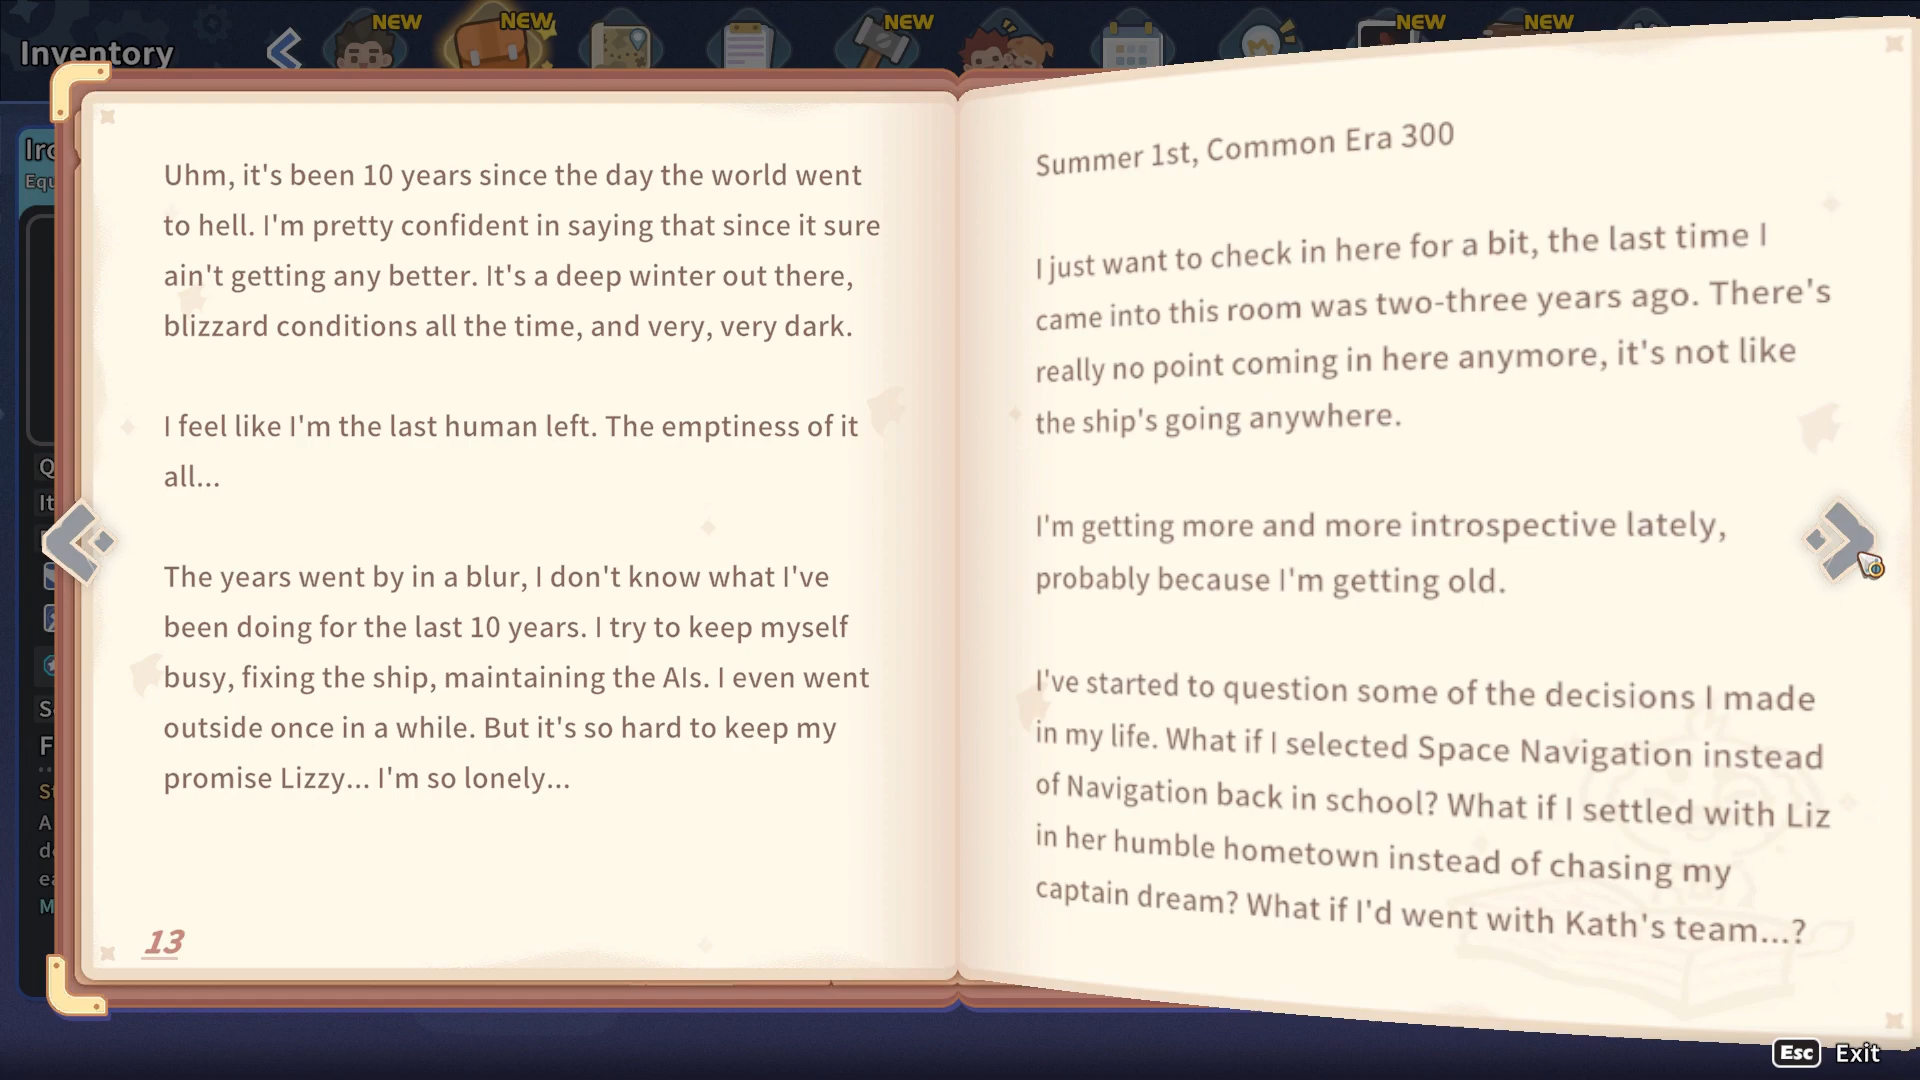 Inventory
NEW
NEW
NEW
NEW
NEW
Uhm, it's been 10 years since the day the world went
to hell. I'm pretty confident in saying that since it sure
ain't getting any better. It's a deep winter out there,
blizzard conditions all the time, and very, very dark.
I feel like I'm the last human left. The emptiness of it
all...
The years went by in a blur, I don't know what I've
been doing for the last 10 years. I try to keep myself
busy, fixing the ship, maintaining the AIs. I even went
outside once in a while. But it's so hard to keep my
promise Lizzy... I'm so lonely...
13
Summer 1st, Common Era 300
I just want to check in here for a bit, the last time I
came into this room was two-three years ago. There's
really no point coming in here anymore, it's not like
the ship's going anywhere.
I'm getting more and more introspective lately,
probably because I'm getting old.
I've started to question some of the decisions I made
in my life. What if I selected Space Navigation instead
of Navigation back in school? What if I settled with Liz
in her humble hometown instead of chasing my
captain dream? What if I'd went with Kath's team...?
Esc Exit